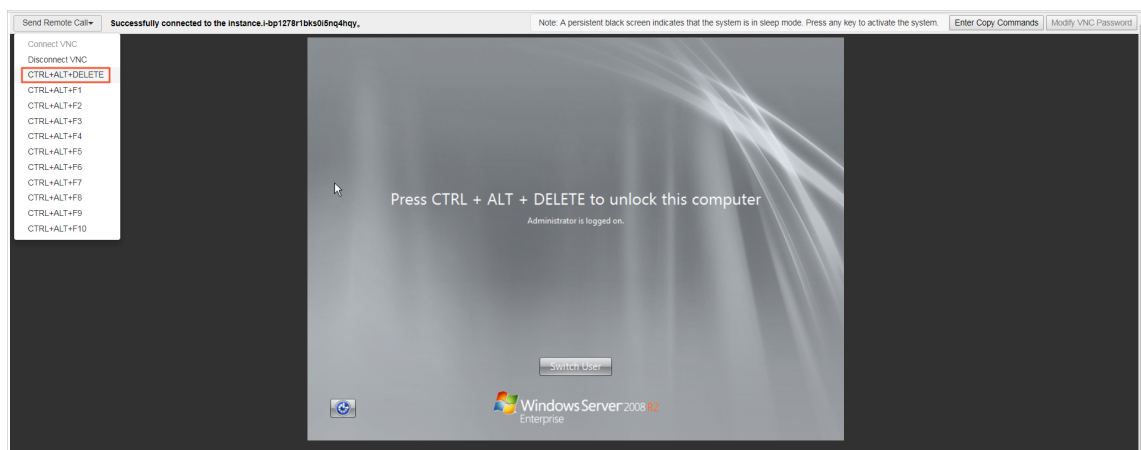 Send Remote Call▾
Successfully connected to the instance.i-bp1278r1bks0i5nq4hqy。
Note: A persistent black screen indicates that the system is in sleep mode. Press any key to activate the system.
Enter Copy Commands
Modify VNC Password
Connect VNC
Disconnect VNC
CTRL+ALT+DELETE
CTRL+ALT+F1
CTRL+ALT+F2
CTRL+ALT+F3
CTRL+ALT+F4
CTRL+ALT+F5
CTRL+ALT+F6
CTRL+ALT+F7
CTRL+ALT+F8
CTRL+ALT+F9
CTRL+ALT+F10
Press CTRL + ALT + DELETE to unlock this computer
Administrator is logged on.
Switch User
Windows Server 2008 R2
Enterprise